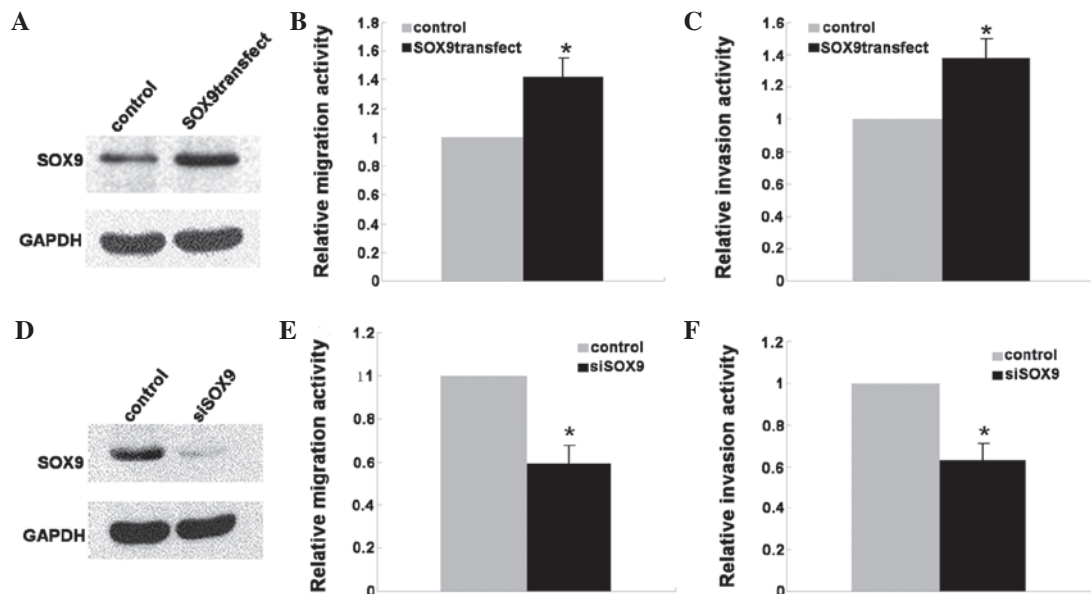 A
control
SOX9transfect
SOX9
GAPDH
B
Relative migration activity
1.8
1.6
1.4
1.2
1
0.8
0.6
0.4
0.2
0
control
SOX9transfect
*
C
Relative invasion activity
1.6
1.4
1.2
1
0.8
0.6
0.4
0.2
0
control
SOX9transfect
*
D
control
siSOX9
SOX9
GAPDH
E
Relative migration activity
1.2
1
0.8
0.6
0.4
0.2
0
control
siSOX9
*
F
Relative invasion activity
1.2
1
0.8
0.6
0.4
0.2
0
control
siSOX9
*